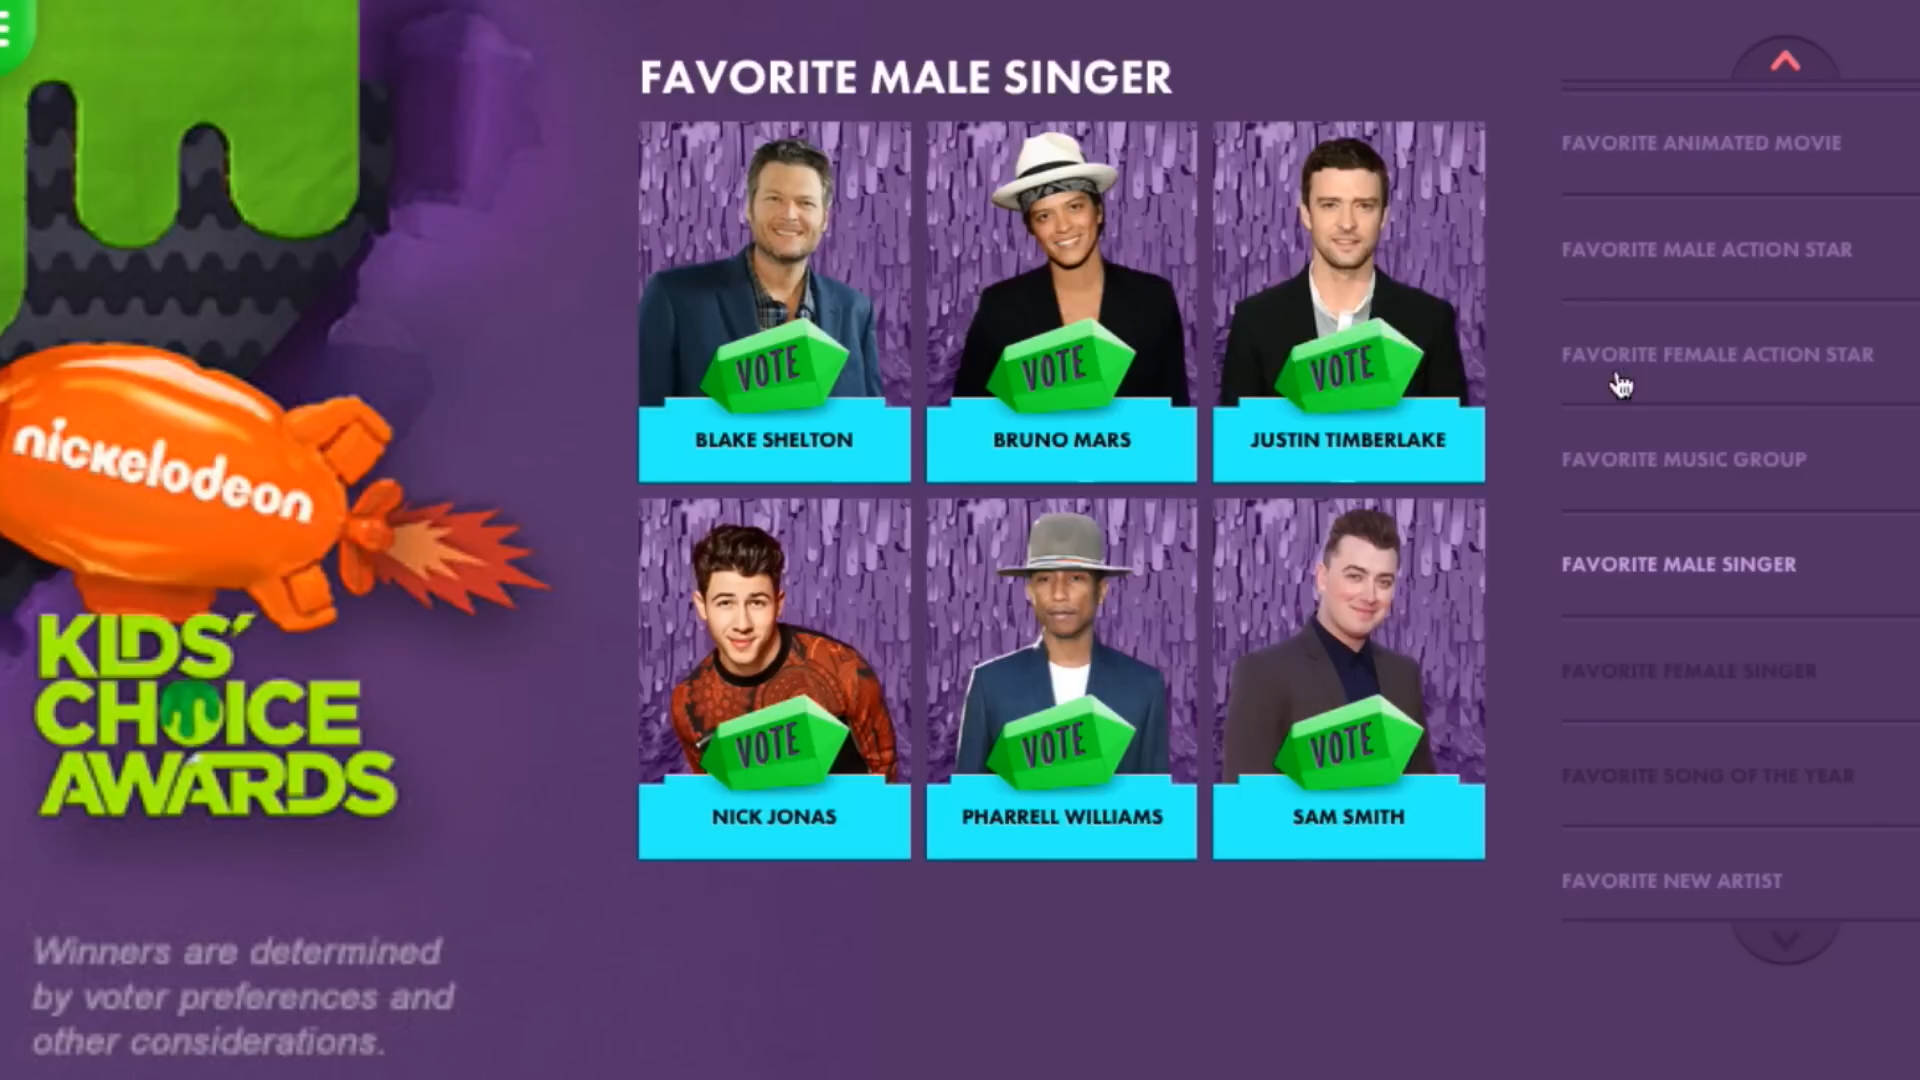 nickelodeon
KIDS'
CHOICE
AWARDS
Winners are determined
by voter preferences and
other considerations.
FAVORITE MALE SINGER
VOTE
BLAKE SHELTON
VOTE
BRUNO MARS
VOTE
JUSTIN TIMBERLAKE
VOTE
NICK JONAS
VOTE
PHARRELL WILLIAMS
VOTE
SAM SMITH
FAVORITE ANIMATED MOVIE
FAVORITE MALE ACTION STAR
FAVORITE FEMALE ACTION STAR
FAVORITE MUSIC GROUP
FAVORITE MALE SINGER
FAVORITE FEMALE SINGER
FAVORITE SONG OF THE YEAR
FAVORITE NEW ARTIST